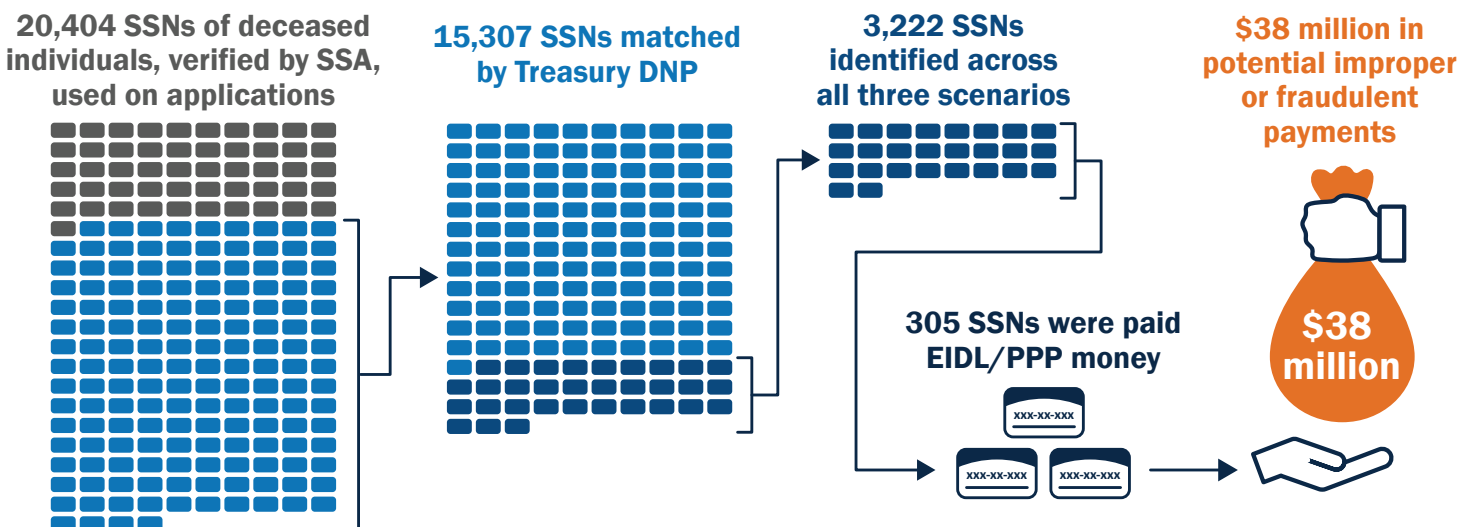 20,404 SSNs of deceased
individuals, verified by SSA,
used on applications
15,307 SSNs matched
by Treasury DNP
3,222 SSNs
identified across
all three scenarios
305 SSNs were paid
EIDL/PPP money
xxx-xx-xxx
xxx-xx-xxx
xxx-xx-xxx
$38 million in
potential improper
or fraudulent
payments
$38
million